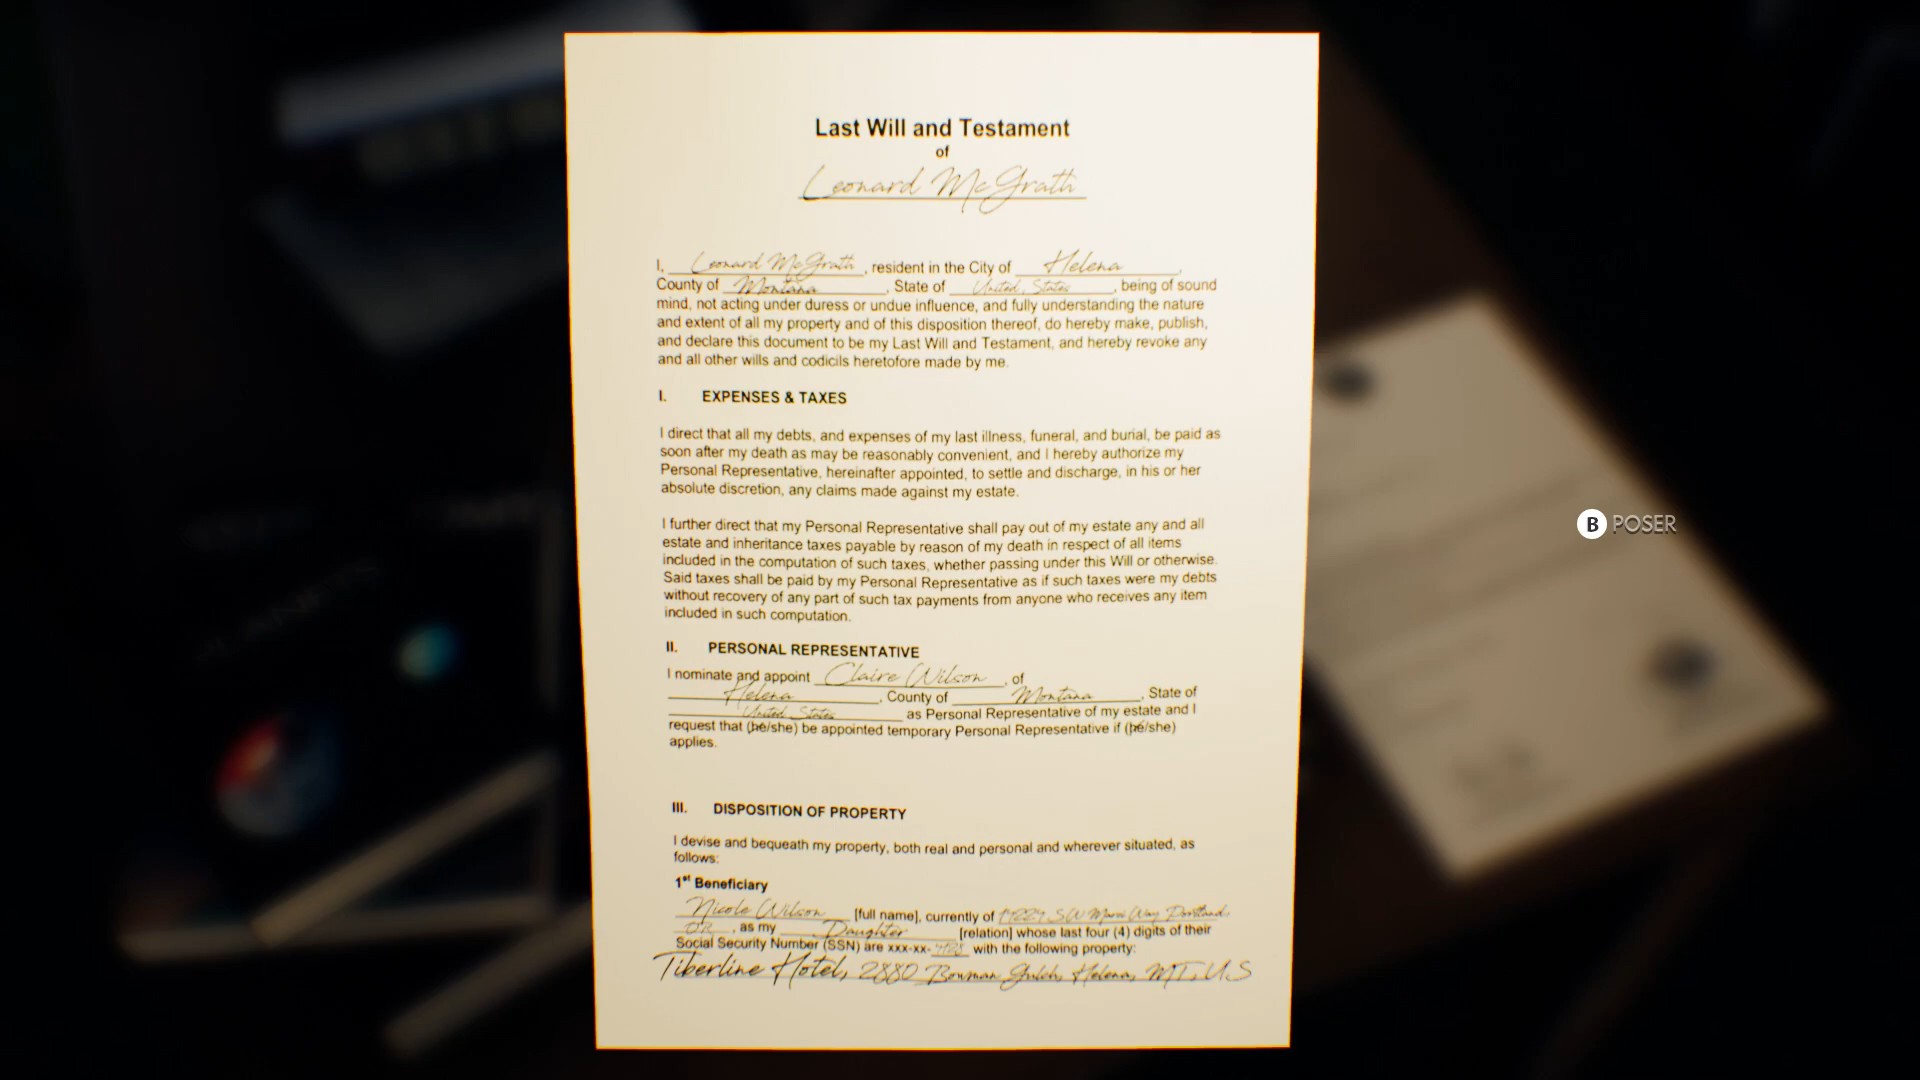 Last Will and Testament
of
Leonard McGrath
I, Leonard McGrath, resident in the City of Helena,
County of Montana, State of United States, being of sound
mind, not acting under duress or undue influence, and fully understanding the nature
and extent of all my property and of this disposition thereof, do hereby make, publish,
and declare this document to be my Last Will and Testament, and hereby revoke any
and all other wills and codicils heretofore made by me.
I. EXPENSES & TAXES
I direct that all my debts, and expenses of my last illness, funeral, and burial, be paid as
soon after my death as may be reasonably convenient, and I hereby authorize my
Personal Representative, hereinafter appointed, to settle and discharge, in his or her
absolute discretion, any claims made against my estate.
I further direct that my Personal Representative shall pay out of my estate any and all
estate and inheritance taxes payable by reason of my death in respect of all items
included in the computation of such taxes, whether passing under this Will or otherwise.
Said taxes shall be paid by my Personal Representative as if such taxes were my debts
without recovery of any part of such tax payments from anyone who receives any item
included in such computation.
II. PERSONAL REPRESENTATIVE
I nominate and appoint Claire Wilson, of
Helena, County of Montana, State of
United States as Personal Representative of my estate and I
request that (he/she) be appointed temporary Personal Representative if (he/she)
applies.
III. DISPOSITION OF PROPERTY
I devise and bequeath my property, both real and personal and wherever situated, as
follows:
1st Beneficiary
Nicole Wilson [full name], currently of SW Way Portland,
OR, as my Daughter [relation] whose last four (4) digits of their
Social Security Number (SSN) are xxx-xx- with the following property:
Tiberline Hotel, 2880 Bowman Gulch, Helena, MT, U.S
B POSER